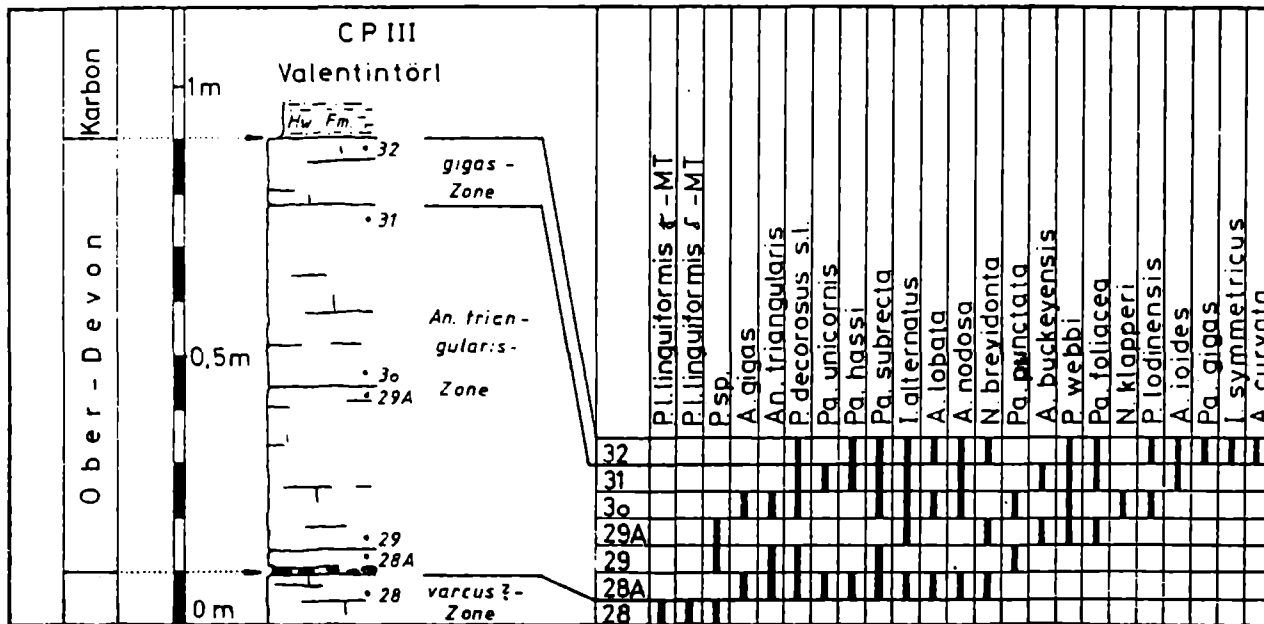 CP III
Valentintörl
Karbon
Ober-Devon
1m
0,5m
0m
Hw Fm.
32
31
3o
29A
29
28A
28
gigas-
Zone
An. trian-
gularis-
Zone
varcus?-
Zone
P.l. linguiformis
-MT
P.l. linguiformis
-MT
P.sp.
A.gigas
An. triangularis
P. decorosus s.l.
Pa. unicornis
Pa. hassi
Pa. subrecta
I. alternatus
A. lobata
A. nodosa
N. brevidonta
Pa. punctata
A. buckeyensis
P. webbi
Pa. foliacea
N. klapperi
P. lodinensis
A. ioides
Pa. gigas
I. symmetricus
A. curvata
32
31
3o
29A
29
28A
28